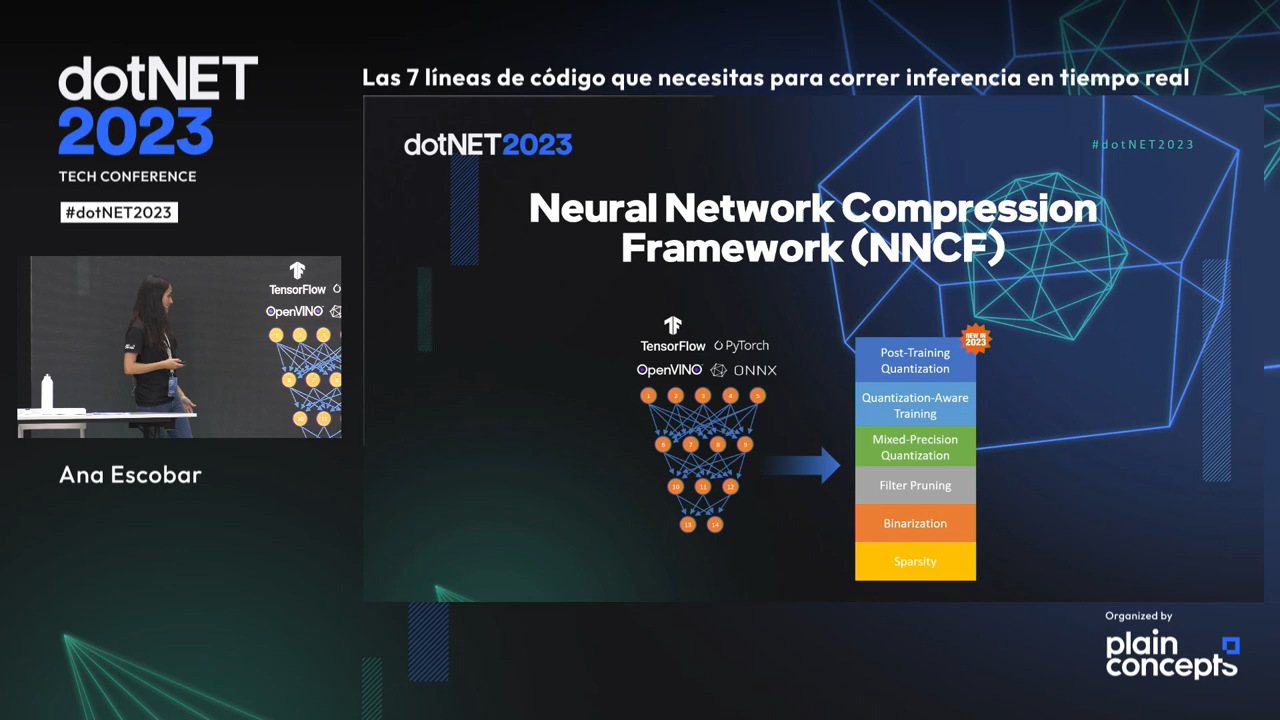 dotNET
2023
TECH CONFERENCE
#dotNET2023
TensorFlow
OpenVINO
Ana Escobar
Las 7 líneas de código que necesitas para correr inferencia en tiempo real
dotNET2023
#dotNET2023
Neural Network Compression
Framework (NNCF)
TensorFlow PyTorch
OpenVINO ONNX
1 2 3 4 5
6 7 8 9
10 11 12
13 14
NEW IN
2023
Post-Training
Quantization
Quantization-Aware
Training
Mixed-Precision
Quantization
Filter Pruning
Binarization
Sparsity
Organized by
plain
concepts